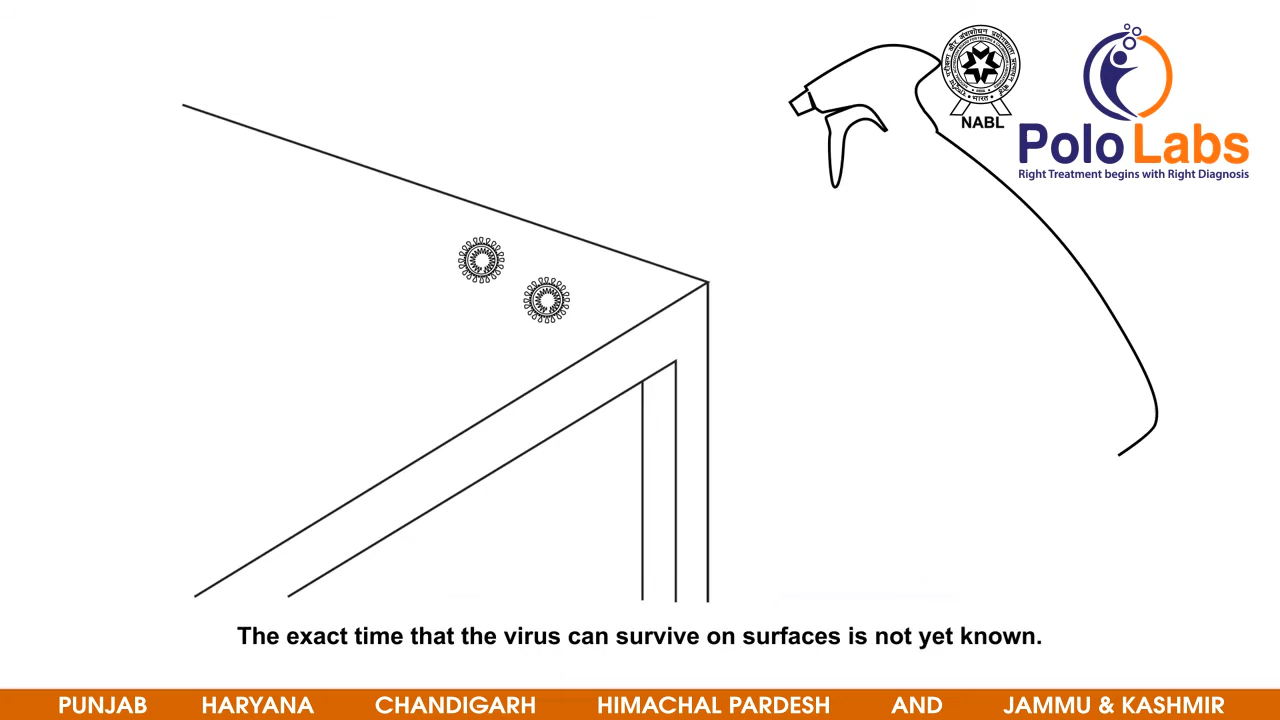 NABL
Polo Labs
Right Treatment begins with Right Diagnosis
The exact time that the virus can survive on surfaces is not yet known.
PUNJAB HARYANA CHANDIGARH HIMACHAL PARDESH AND JAMMU & KASHMIR